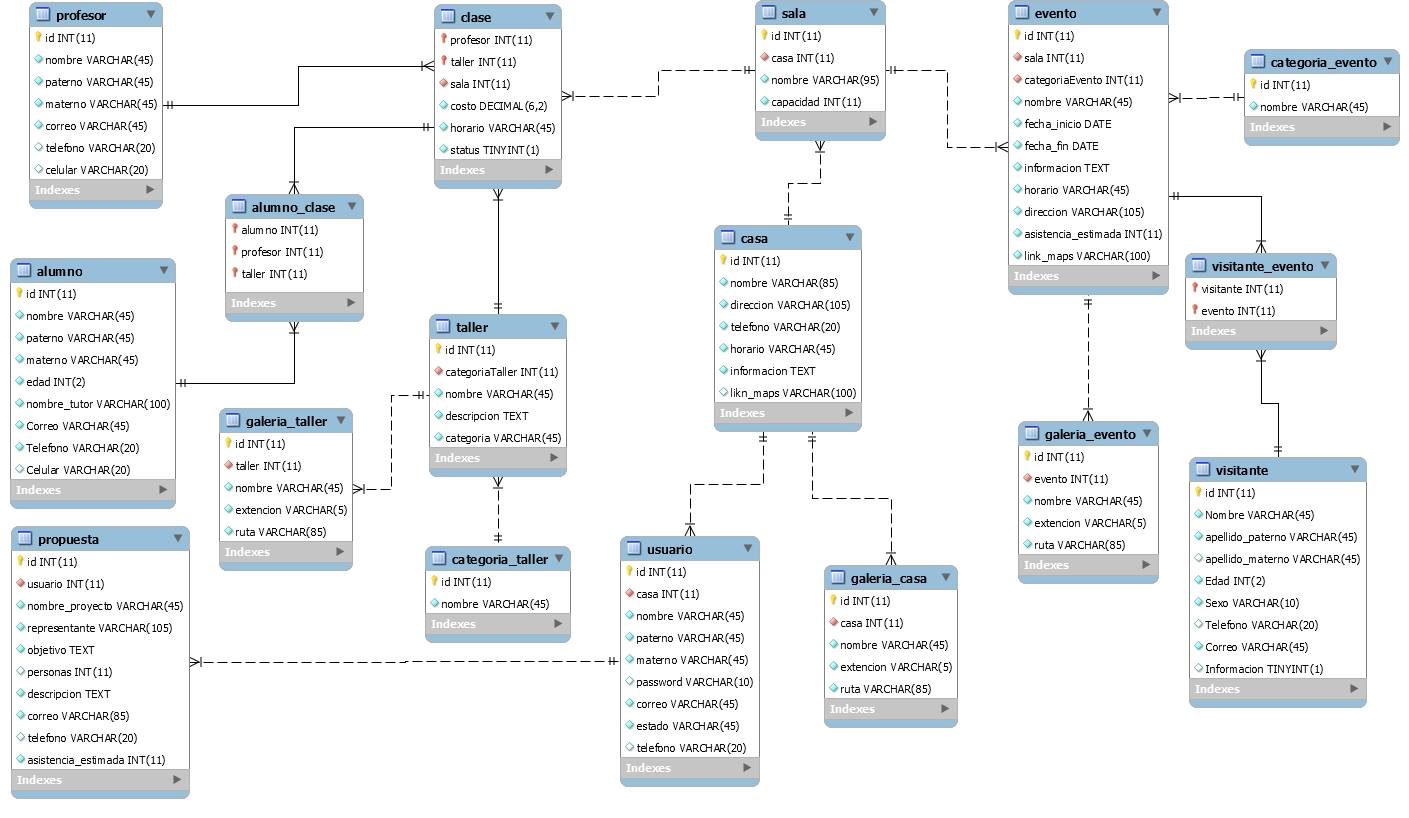 profesor
id INT(11)
nombre VARCHAR(45)
paterno VARCHAR(45)
materno VARCHAR(45)
correo VARCHAR(45)
telefono VARCHAR(20)
celular VARCHAR(20)
Indexes
clase
profesor INT(11)
taller INT(11)
sala INT(11)
costo DECIMAL(6,2)
horario VARCHAR(45)
status TINYINT(1)
Indexes
sala
id INT(11)
casa INT(11)
nombre VARCHAR(95)
capacidad INT(11)
Indexes
evento
id INT(11)
sala INT(11)
categoriaEvento INT(11)
nombre VARCHAR(45)
fecha_inicio DATE
fecha_fin DATE
informacion TEXT
horario VARCHAR(45)
direccion VARCHAR(105)
asistencia_estimada INT(11)
link_maps VARCHAR(100)
Indexes
categoria_evento
id INT(11)
nombre VARCHAR(45)
Indexes
alumno_clase
alumno INT(11)
profesor INT(11)
taller INT(11)
Indexes
alumno
id INT(11)
nombre VARCHAR(45)
paterno VARCHAR(45)
materno VARCHAR(45)
edad INT(2)
nombre_tutor VARCHAR(100)
Correo VARCHAR(45)
Telefono VARCHAR(20)
Celular VARCHAR(20)
Indexes
casa
id INT(11)
nombre VARCHAR(85)
direccion VARCHAR(105)
telefono VARCHAR(20)
horario VARCHAR(45)
informacion TEXT
likn_maps VARCHAR(100)
Indexes
visitante_evento
visitante INT(11)
evento INT(11)
Indexes
taller
id INT(11)
categoriaTaller INT(11)
nombre VARCHAR(45)
descripcion TEXT
categoria VARCHAR(45)
Indexes
galeria_taller
id INT(11)
taller INT(11)
nombre VARCHAR(45)
extencion VARCHAR(5)
ruta VARCHAR(85)
Indexes
galeria_evento
id INT(11)
evento INT(11)
nombre VARCHAR(45)
extencion VARCHAR(5)
ruta VARCHAR(85)
Indexes
visitante
id INT(11)
Nombre VARCHAR(45)
apellido_paterno VARCHAR(45)
apellido_materno VARCHAR(45)
Edad INT(2)
Sexo VARCHAR(10)
Telefono VARCHAR(20)
Correo VARCHAR(45)
Informacion TINYINT(1)
Indexes
propuesta
id INT(11)
usuario INT(11)
nombre_proyecto VARCHAR(45)
representante VARCHAR(105)
objetivo TEXT
personas INT(11)
descripcion TEXT
correo VARCHAR(85)
telefono VARCHAR(20)
asistencia_estimada INT(11)
Indexes
categoria_taller
id INT(11)
nombre VARCHAR(45)
Indexes
usuario
id INT(11)
casa INT(11)
nombre VARCHAR(45)
paterno VARCHAR(45)
materno VARCHAR(45)
password VARCHAR(10)
correo VARCHAR(45)
estado VARCHAR(45)
telefono VARCHAR(20)
Indexes
galeria_casa
id INT(11)
casa INT(11)
nombre VARCHAR(45)
extencion VARCHAR(5)
ruta VARCHAR(85)
Indexes